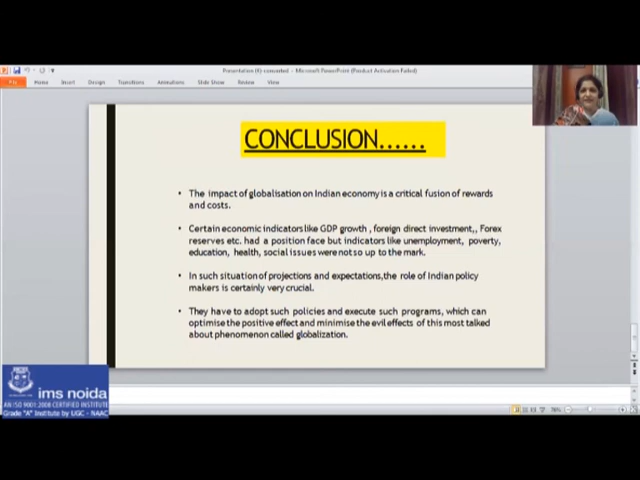 Presentation (4)-converted - Microsoft PowerPoint (Product Activation Failed)
File Home Insert Design Transitions Animations Slide Show Review View
CONCLUSION......
• The impact of globalisation on Indian economy is a critical fusion of rewards
and costs.
• Certain economic indicators like GDP growth , foreign direct investment,, Forex
reserves etc. had a position face but indicators like unemployment, poverty,
education, health, social issues were not so up to the mark.
• In such situation of projections and expectations,the role of Indian policy
makers is certainly very crucial.
• They have to adopt such policies and execute such programs, which can
optimise the positive effect and minimise the evil effects of this most talked
about phenomenon called globalization.
ims noida
AN ISO 9001:2008 CERTIFIED INSTITUTE
Grade "A" Institute by UGC - NAAC